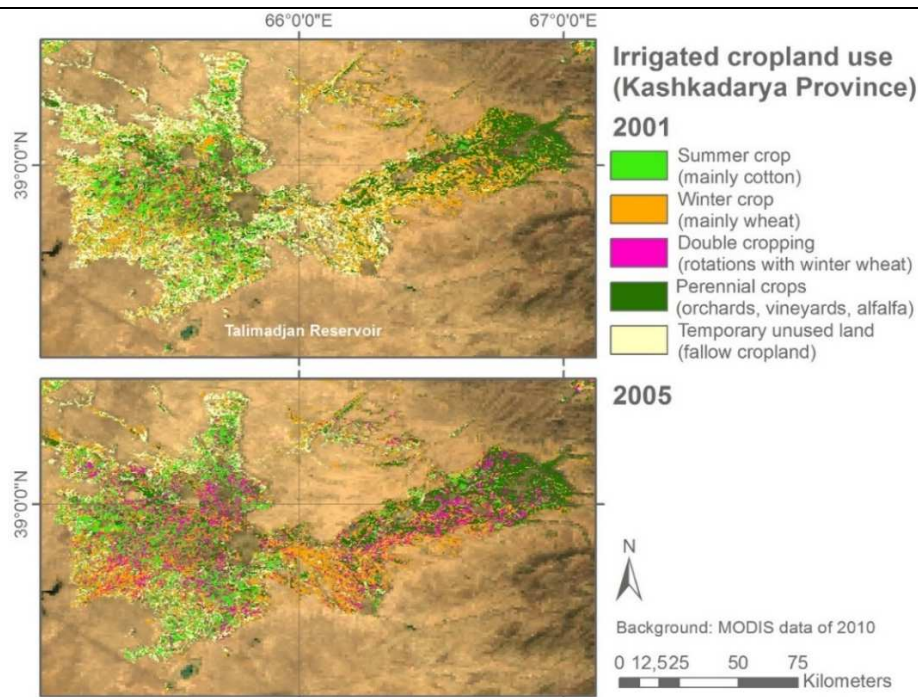 66°0'0"E 67°0'0"E
39°0'0"N
Talimadjan Reservoir
Irrigated cropland use
(Kashkadarya Province)
2001
Summer crop
(mainly cotton)
Winter crop
(mainly wheat)
Double cropping
(rotations with winter wheat)
Perennial crops
(orchards, vineyards, alfalfa)
Temporary unused land
(fallow cropland)
2005
39°0'0"N
N
Background: MODIS data of 2010
0 12,525 50 75
Kilometers